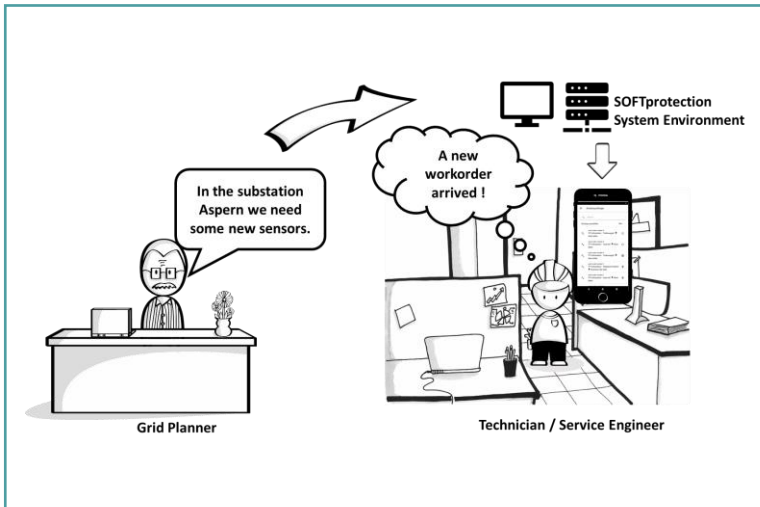 In the substation
Aspern we need
some new sensors.
Grid Planner
SOFTprotection
System Environment
A new
workorder
arrived !
Technician / Service Engineer